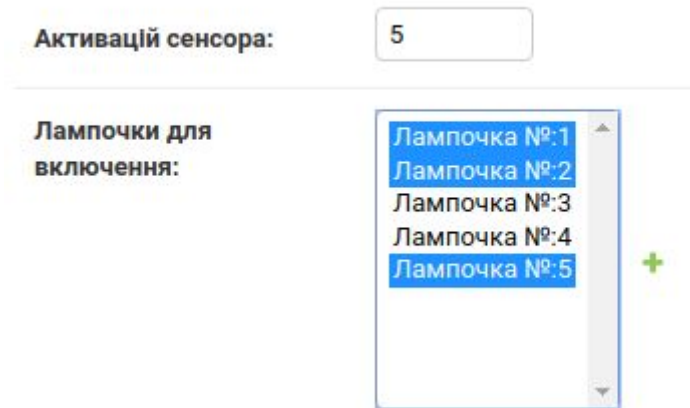 Активацій сенсора:
5
Лампочки для
включення:
Лампочка №:1
Лампочка №:2
Лампочка №:3
Лампочка №:4
Лампочка №:5